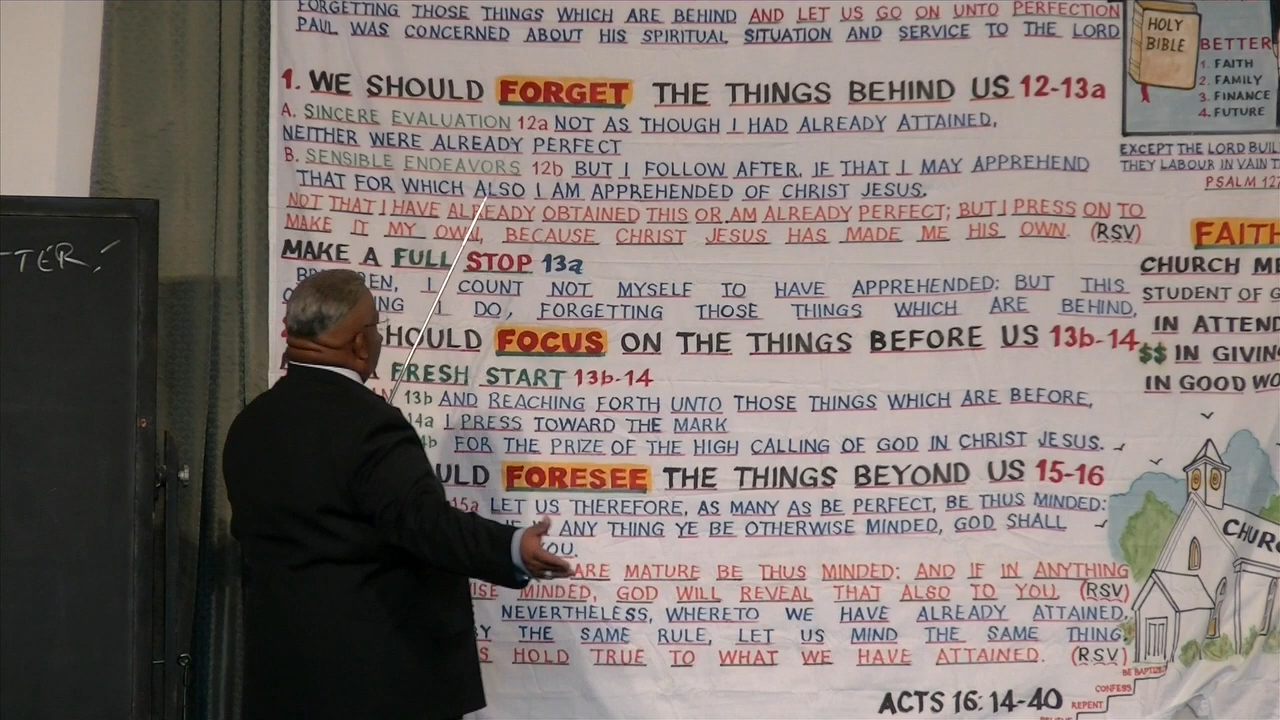 FORGETTING THOSE THINGS WHICH ARE BEHIND AND LET US GO ON UNTO PERFECTION
PAUL WAS CONCERNED ABOUT HIS SPIRITUAL SITUATION AND SERVICE TO THE LORD
1. WE SHOULD FORGET THE THINGS BEHIND US 12-13a
A. SINCERE EVALUATION 12a NOT AS THOUGH I HAD ALREADY ATTAINED,
NEITHER WERE ALREADY PERFECT
B. SENSIBLE ENDEAVORS 12b BUT I FOLLOW AFTER, IF THAT I MAY APPREHEND
THAT FOR WHICH ALSO I AM APPREHENDED OF CHRIST JESUS.
NOT THAT I HAVE ALREADY OBTAINED THIS OR AM ALREADY PERFECT; BUT I PRESS ON TO
MAKE IT MY OWN, BECAUSE CHRIST JESUS HAS MADE ME HIS OWN. (RSV)
MAKE A FULL STOP 13a
I COUNT NOT MYSELF TO HAVE APPREHENDED: BUT THIS
I DO, FORGETTING THOSE THINGS WHICH ARE BEHIND,
SHOULD FOCUS ON THE THINGS BEFORE US 13b-14
FRESH START 13b-14
13b AND REACHING FORTH UNTO THOSE THINGS WHICH ARE BEFORE,
14a I PRESS TOWARD THE MARK
FOR THE PRIZE OF THE HIGH CALLING OF GOD IN CHRIST JESUS.
FORESEE THE THINGS BEYOND US 15-16
15a LET US THEREFORE, AS MANY AS BE PERFECT, BE THUS MINDED:
ANY THING YE BE OTHERWISE MINDED, GOD SHALL
YOU.
ARE MATURE BE THUS MINDED: AND IF IN ANYTHING
MINDED, GOD WILL REVEAL THAT ALSO TO YOU. (RSV)
NEVERTHELESS, WHERETO WE HAVE ALREADY ATTAINED,
BY THE SAME RULE, LET US MIND THE SAME THING
HOLD TRUE TO WHAT WE HAVE ATTAINED. (RSV)
ACTS 16:14-40
HOLY
BIBLE
BETTER
1. FAITH
2. FAMILY
3. FINANCE
4. FUTURE
EXCEPT THE LORD
THEY LABOUR IN VAIN
PSALM
FAITH
CHURCH
STUDENT OF
IN
$$ IN
IN GOOD
CHURC
BE
CONFESS
REPENT